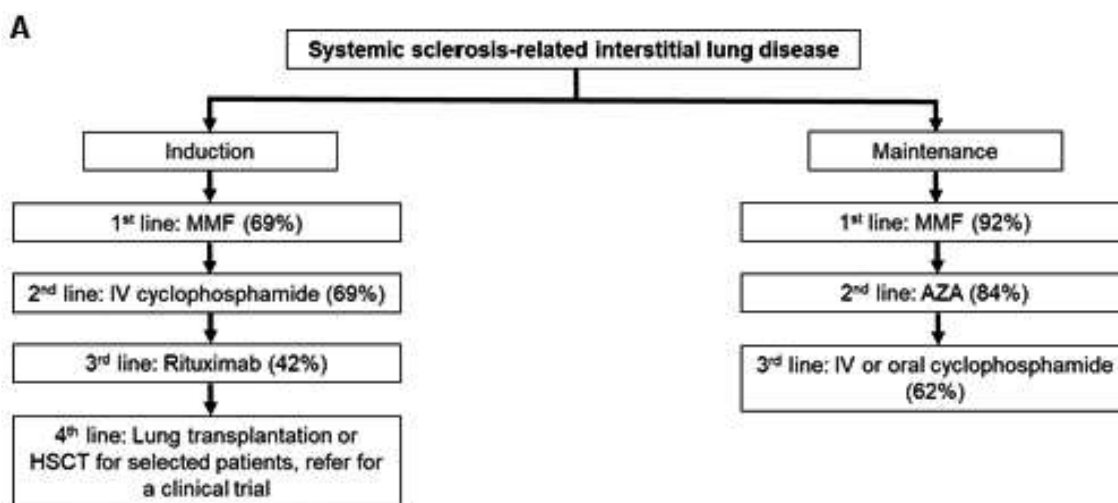 A
Systemic sclerosis-related interstitial lung disease
Induction
Maintenance
1st line: MMF (69%)
1st line: MMF (92%)
2nd line: IV cyclophosphamide (69%)
2nd line: AZA (84%)
3rd line: Rituximab (42%)
3rd line: IV or oral cyclophosphamide
(62%)
4th line: Lung transplantation or
HSCT for selected patients, refer for
a clinical trial